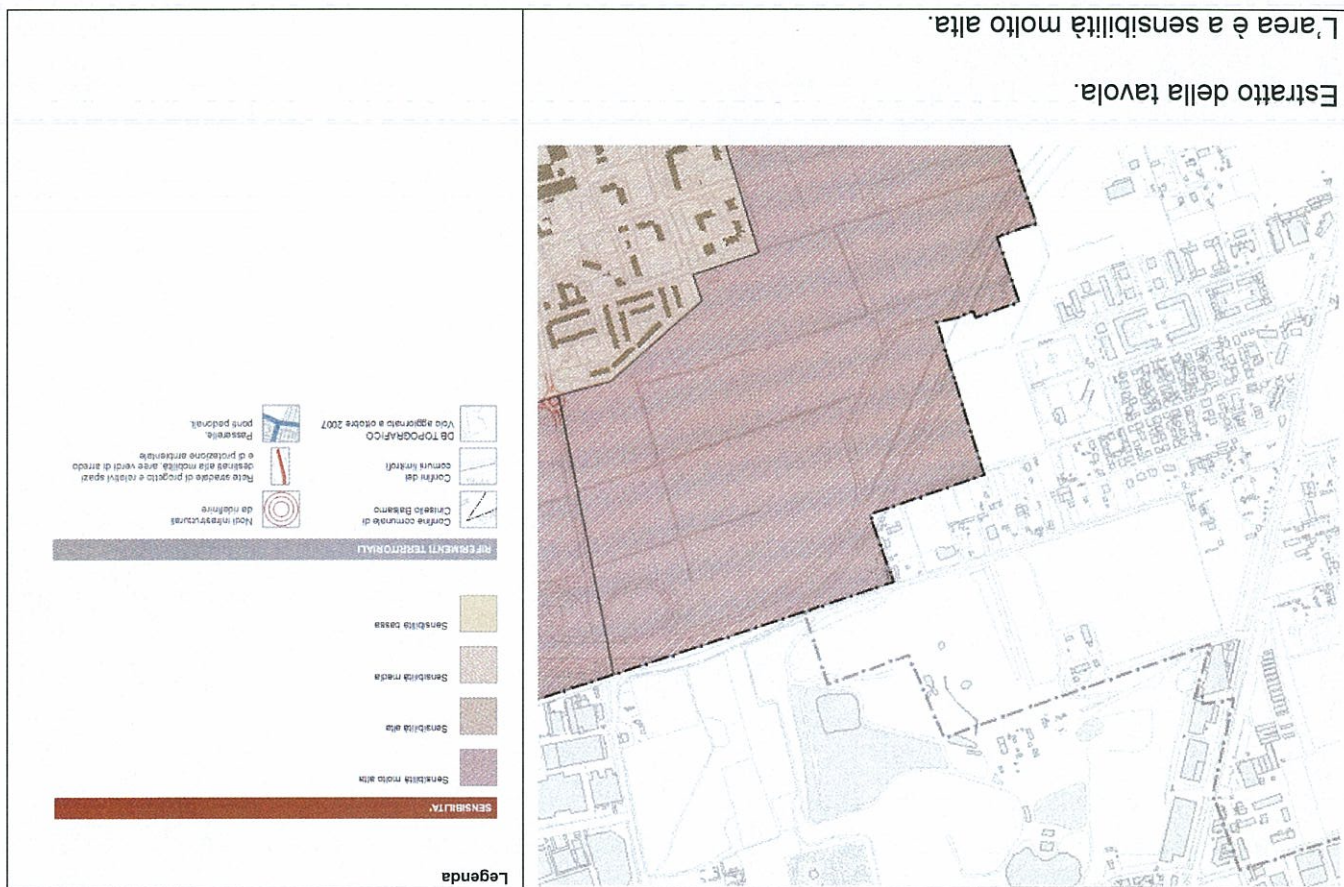 Estratto della tavola.
L'area è a sensibilità molto alta.
Legenda
SENSIBILITA'
Sensibilità molto alta
Sensibilità alta
Sensibilità media
Sensibilità bassa
RIFERIMENTI TERRITORIALI
Confine comunale di
Cinisello Balsamo
Confini dei
comuni limitrofi
DB TOPOGRAFICO
Volo aggiornato a ottobre 2007
Nodi infrastrutturali
da ridefinire
Rete stradale di progetto e relativi spazi
destinati alla mobilità, aree verdi di arredo
e di protezione ambientale
Passerelle,
ponti pedonali.